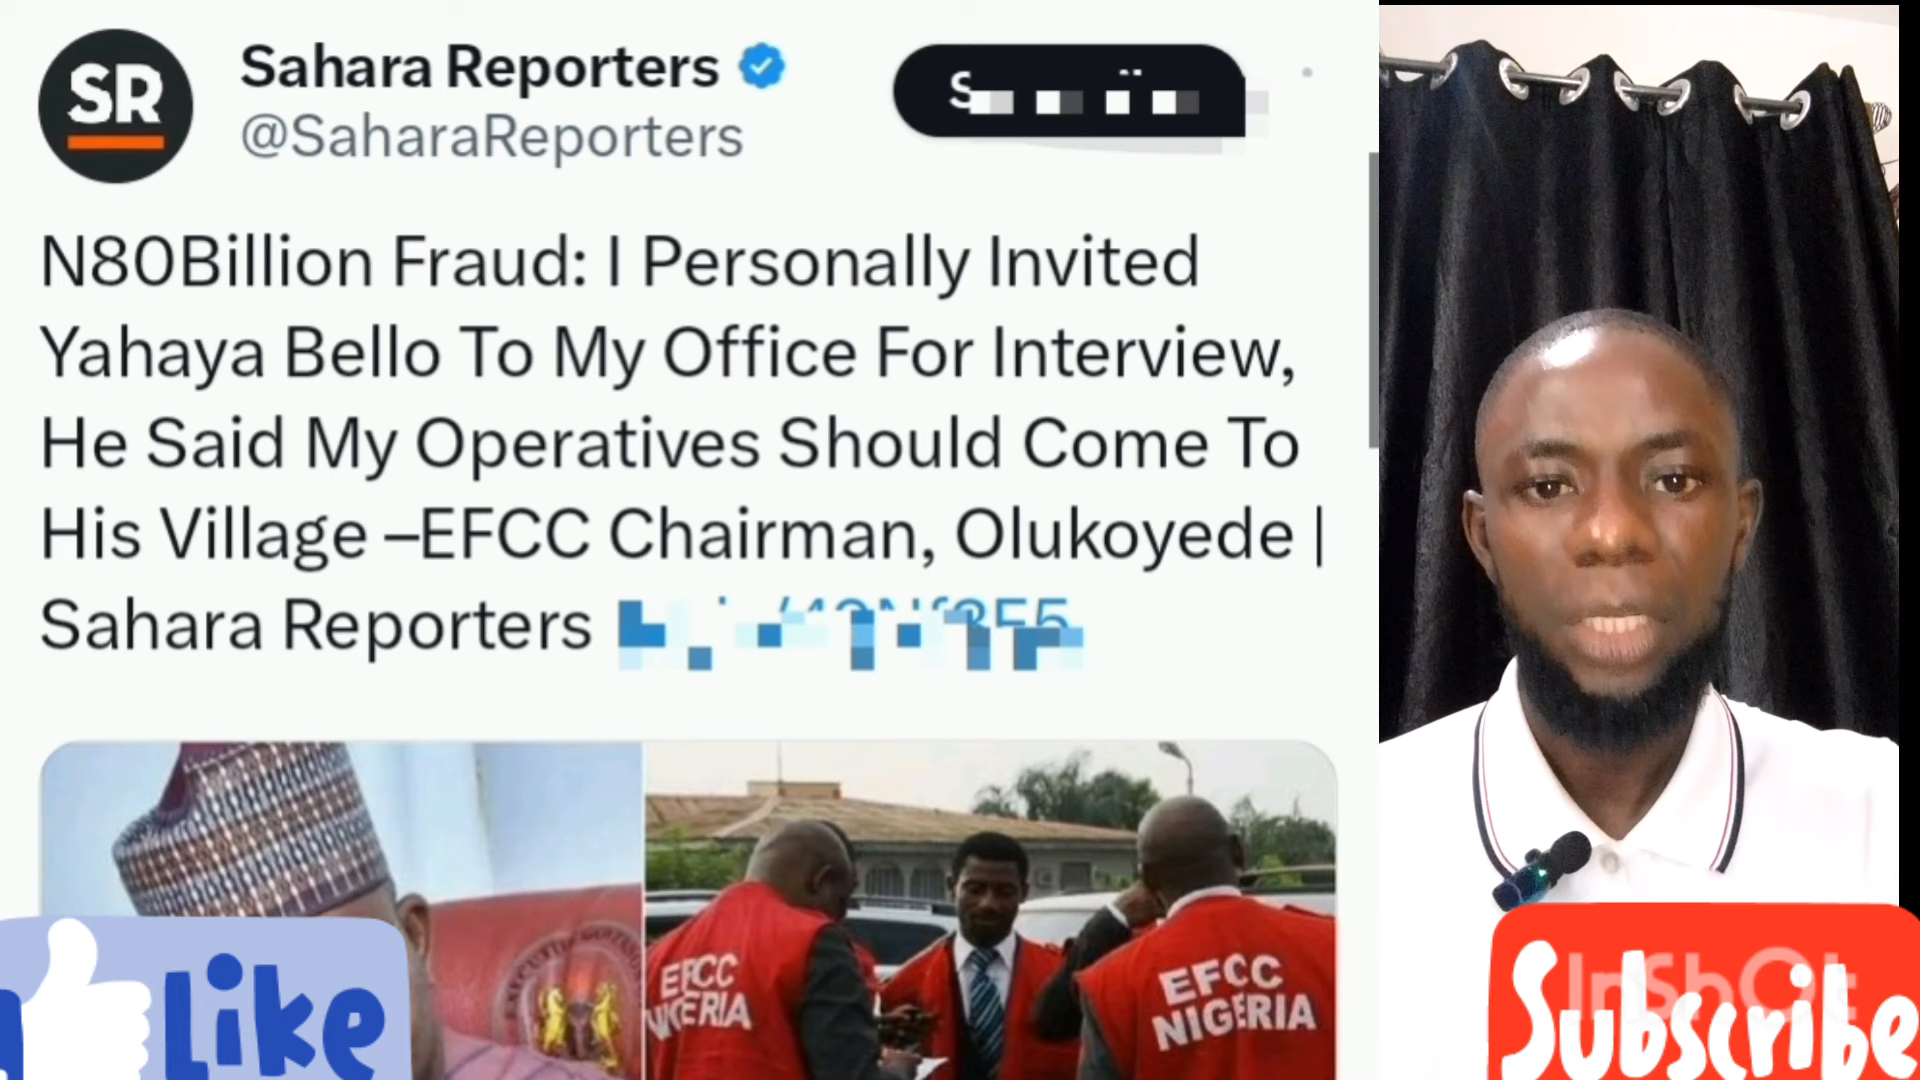 SR
Sahara Reporters
@SaharaReporters
N80Billion Fraud: I Personally Invited
Yahaya Bello To My Office For Interview,
He Said My Operatives Should Come To
His Village –EFCC Chairman, Olukoyede |
Sahara Reporters
EFCC
NIGERIA
EFCC
NIGERIA
Like
InShOt
Subscribe